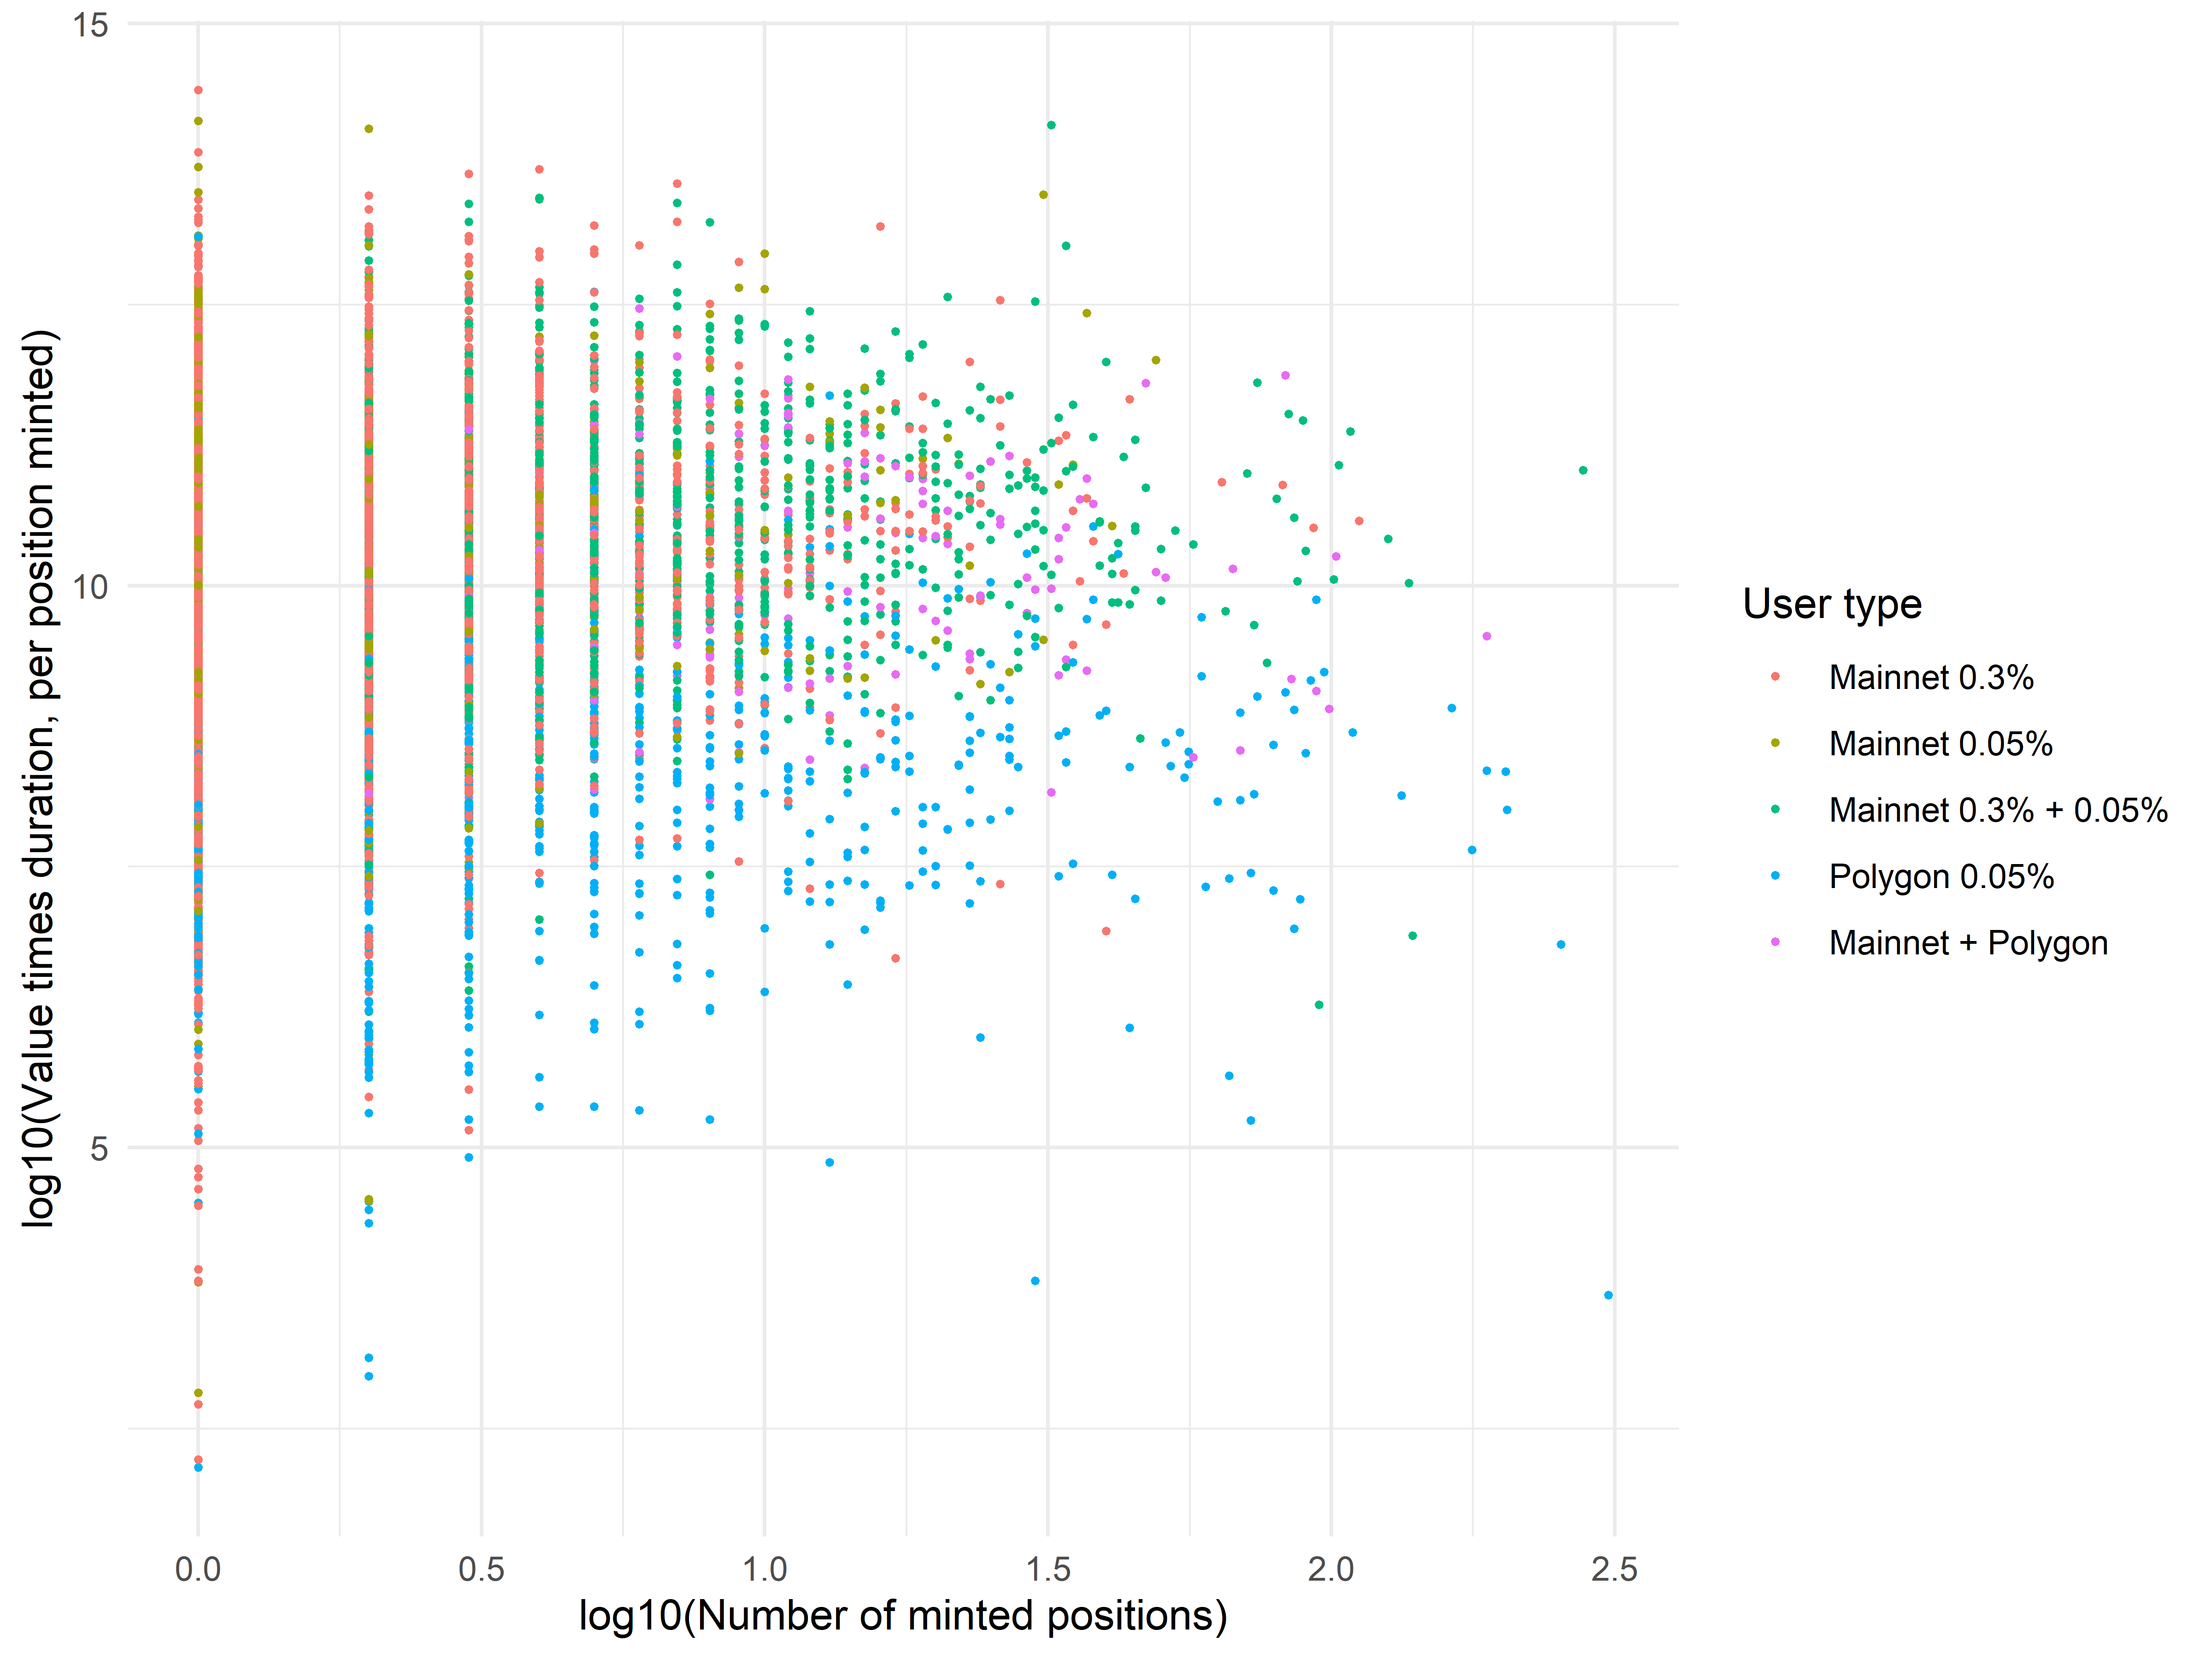 15
10
5
log10(Value times duration, per position minted)
0.0
0.5
1.0
1.5
2.0
2.5
log10(Number of minted positions)
User type
Mainnet 0.3%
Mainnet 0.05%
Mainnet 0.3% + 0.05%
Polygon 0.05%
Mainnet + Polygon